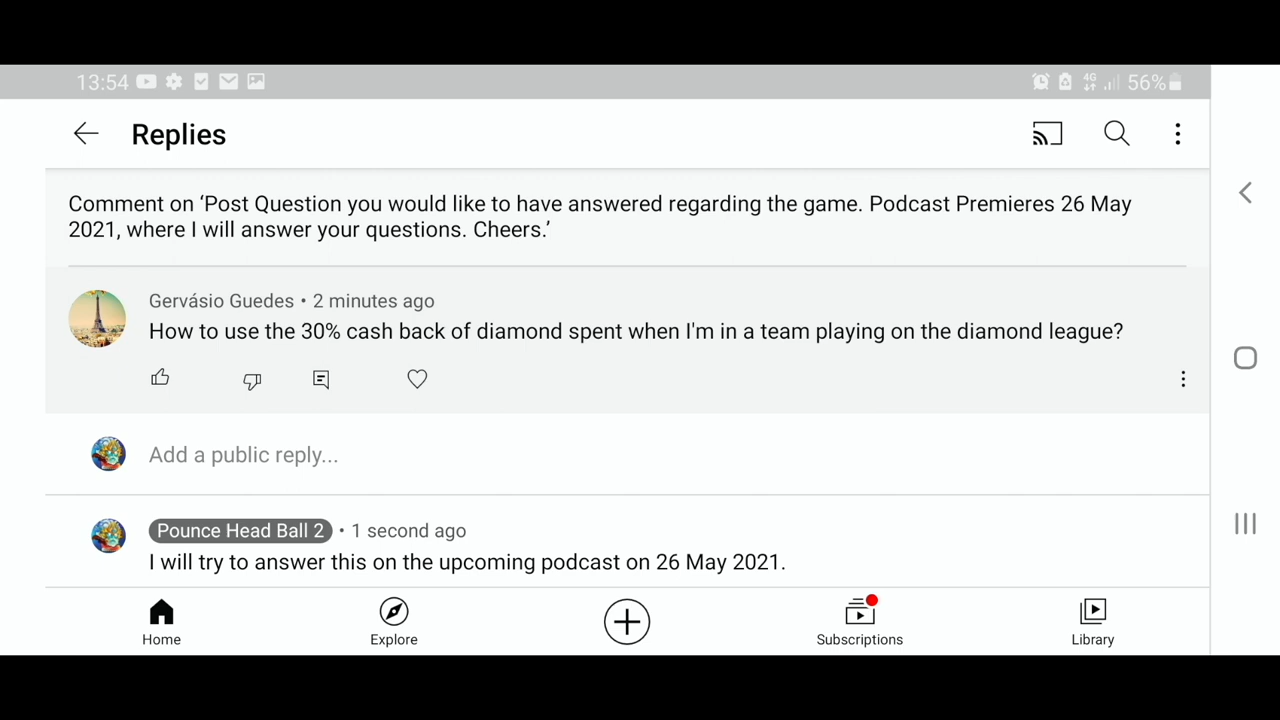 13:54
4G
56%
Replies
Comment on ‘Post Question you would like to have answered regarding the game. Podcast Premieres 26 May
2021, where I will answer your questions. Cheers.’
Gervásio Guedes • 2 minutes ago
How to use the 30% cash back of diamond spent when I'm in a team playing on the diamond league?
Add a public reply...
Pounce Head Ball 2 • 1 second ago
I will try to answer this on the upcoming podcast on 26 May 2021.
Home
Explore
Subscriptions
Library